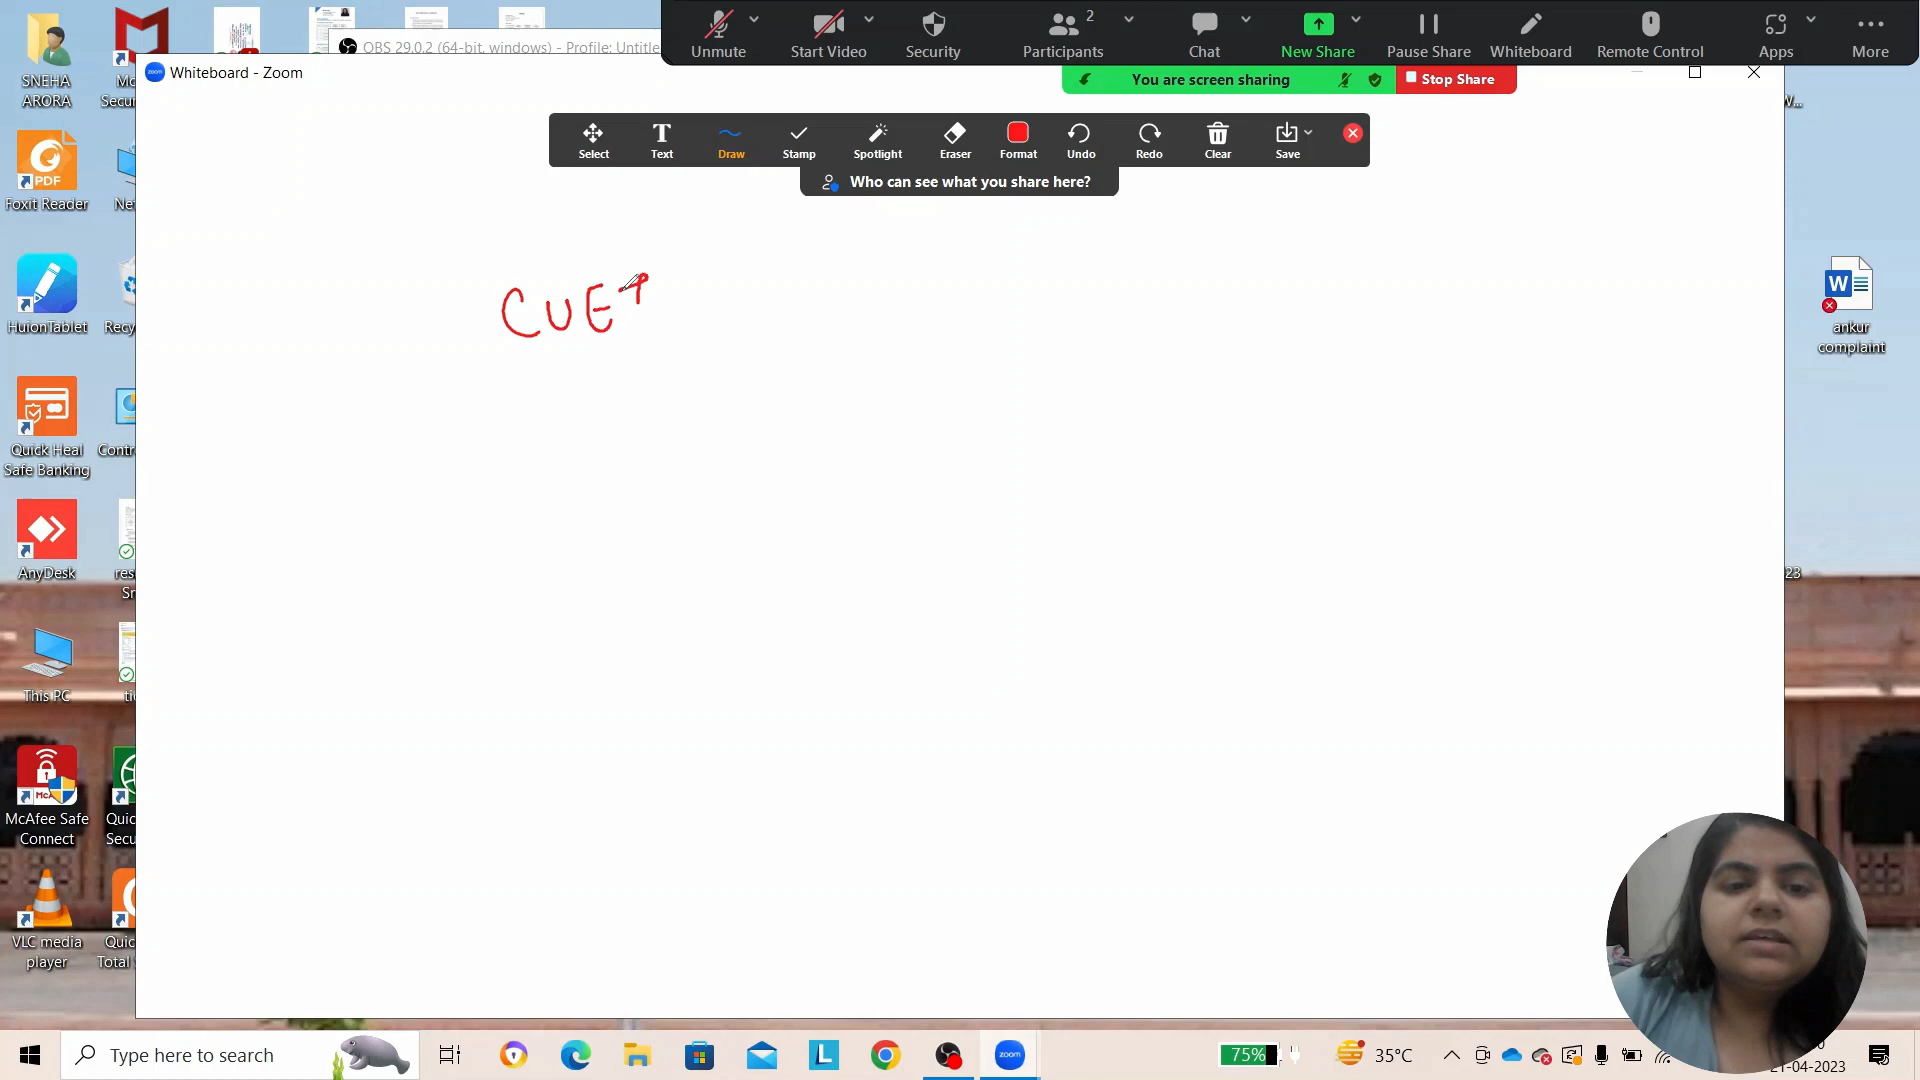 SNEHA ARORA
OBS 29.0.2 (64-bit, windows) - Profile: Untitle
Unmute
Start Video
Security
Participants 2
Chat
New Share
Pause Share
Whiteboard
Remote Control
Apps
More
Whiteboard - Zoom
You are screen sharing
Stop Share
Select
Text
Draw
Stamp
Spotlight
Eraser
Format
Undo
Redo
Clear
Save
Who can see what you share here?
CUET
Foxit Reader
HuionTablet
Quick Heal Safe Banking
AnyDesk
This PC
McAfee Safe Connect
VLC media player
ankur complaint
Type here to search
75%
35°C
21-04-2023